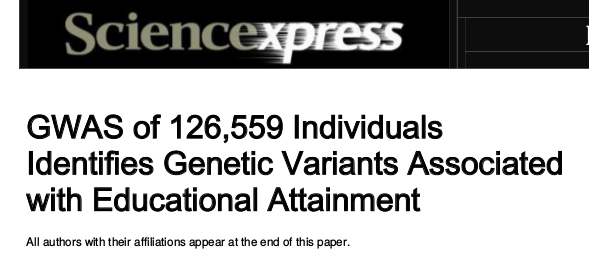 Sciencexpress
GWAS of 126,559 Individuals
Identifies Genetic Variants Associated
with Educational Attainment
All authors with their affiliations appear at the end of this paper.